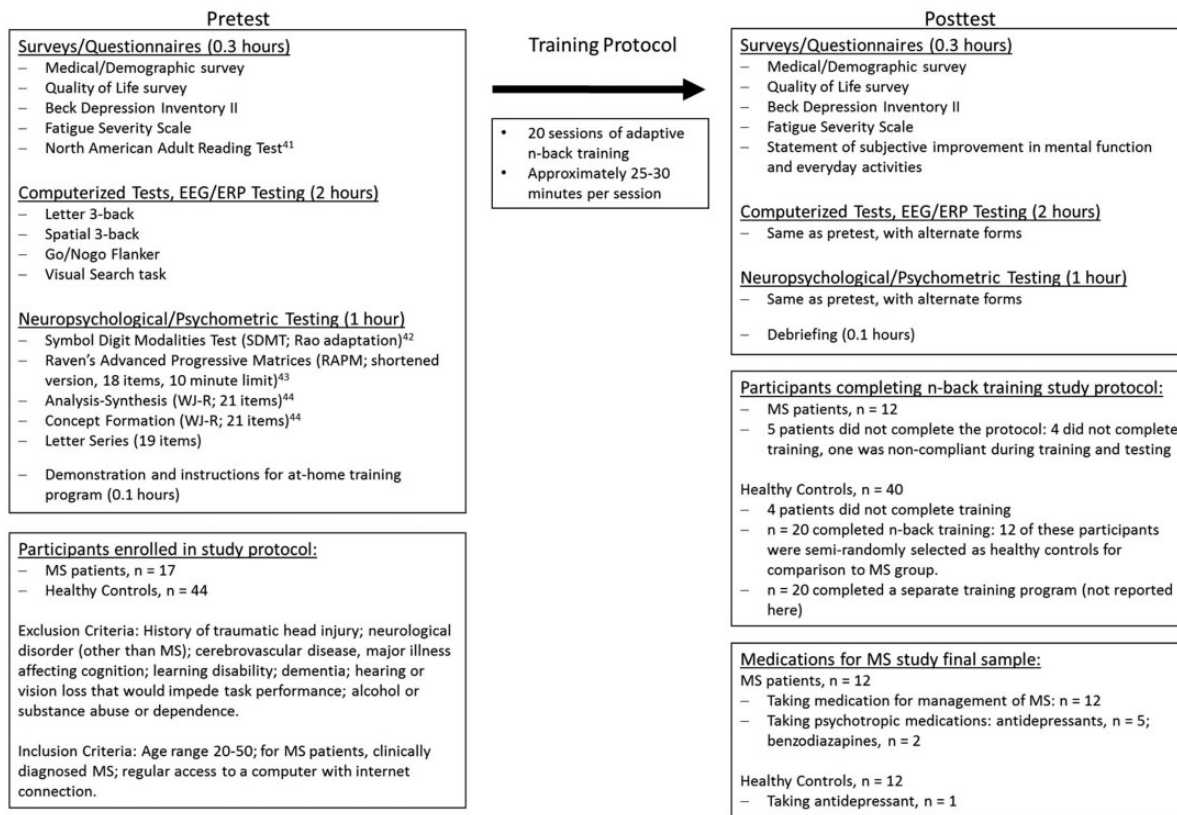 Pretest
Surveys/Questionnaires (0.3 hours)
– Medical/Demographic survey
– Quality of Life survey
– Beck Depression Inventory II
– Fatigue Severity Scale
– North American Adult Reading Test41
Computerized Tests, EEG/ERP Testing (2 hours)
– Letter 3-back
– Spatial 3-back
– Go/Nogo Flanker
– Visual Search task
Neuropsychological/Psychometric Testing (1 hour)
– Symbol Digit Modalities Test (SDMT; Rao adaptation)42
– Raven's Advanced Progressive Matrices (RAPM; shortened
version, 18 items, 10 minute limit)43
– Analysis-Synthesis (WJ-R; 21 items)44
– Concept Formation (WJ-R; 21 items)44
– Letter Series (19 items)
– Demonstration and instructions for at-home training
program (0.1 hours)
Participants enrolled in study protocol:
– MS patients, n = 17
– Healthy Controls, n = 44
Exclusion Criteria: History of traumatic head injury; neurological
disorder (other than MS); cerebrovascular disease, major illness
affecting cognition; learning disability; dementia; hearing or
vision loss that would impede task performance; alcohol or
substance abuse or dependence.
Inclusion Criteria: Age range 20-50; for MS patients, clinically
diagnosed MS; regular access to a computer with internet
connection.
Training Protocol
• 20 sessions of adaptive
n-back training
• Approximately 25-30
minutes per session
Posttest
Surveys/Questionnaires (0.3 hours)
– Medical/Demographic survey
– Quality of Life survey
– Beck Depression Inventory II
– Fatigue Severity Scale
– Statement of subjective improvement in mental function
and everyday activities
Computerized Tests, EEG/ERP Testing (2 hours)
– Same as pretest, with alternate forms
Neuropsychological/Psychometric Testing (1 hour)
– Same as pretest, with alternate forms
– Debriefing (0.1 hours)
Participants completing n-back training study protocol:
– MS patients, n = 12
– 5 patients did not complete the protocol: 4 did not complete
training, one was non-compliant during training and testing
Healthy Controls, n = 40
– 4 patients did not complete training
– n = 20 completed n-back training: 12 of these participants
were semi-randomly selected as healthy controls for
comparison to MS group.
– n = 20 completed a separate training program (not reported
here)
Medications for MS study final sample:
MS patients, n = 12
– Taking medication for management of MS: n = 12
– Taking psychotropic medications: antidepressants, n = 5;
benzodiazapines, n = 2
Healthy Controls, n = 12
– Taking antidepressant, n = 1